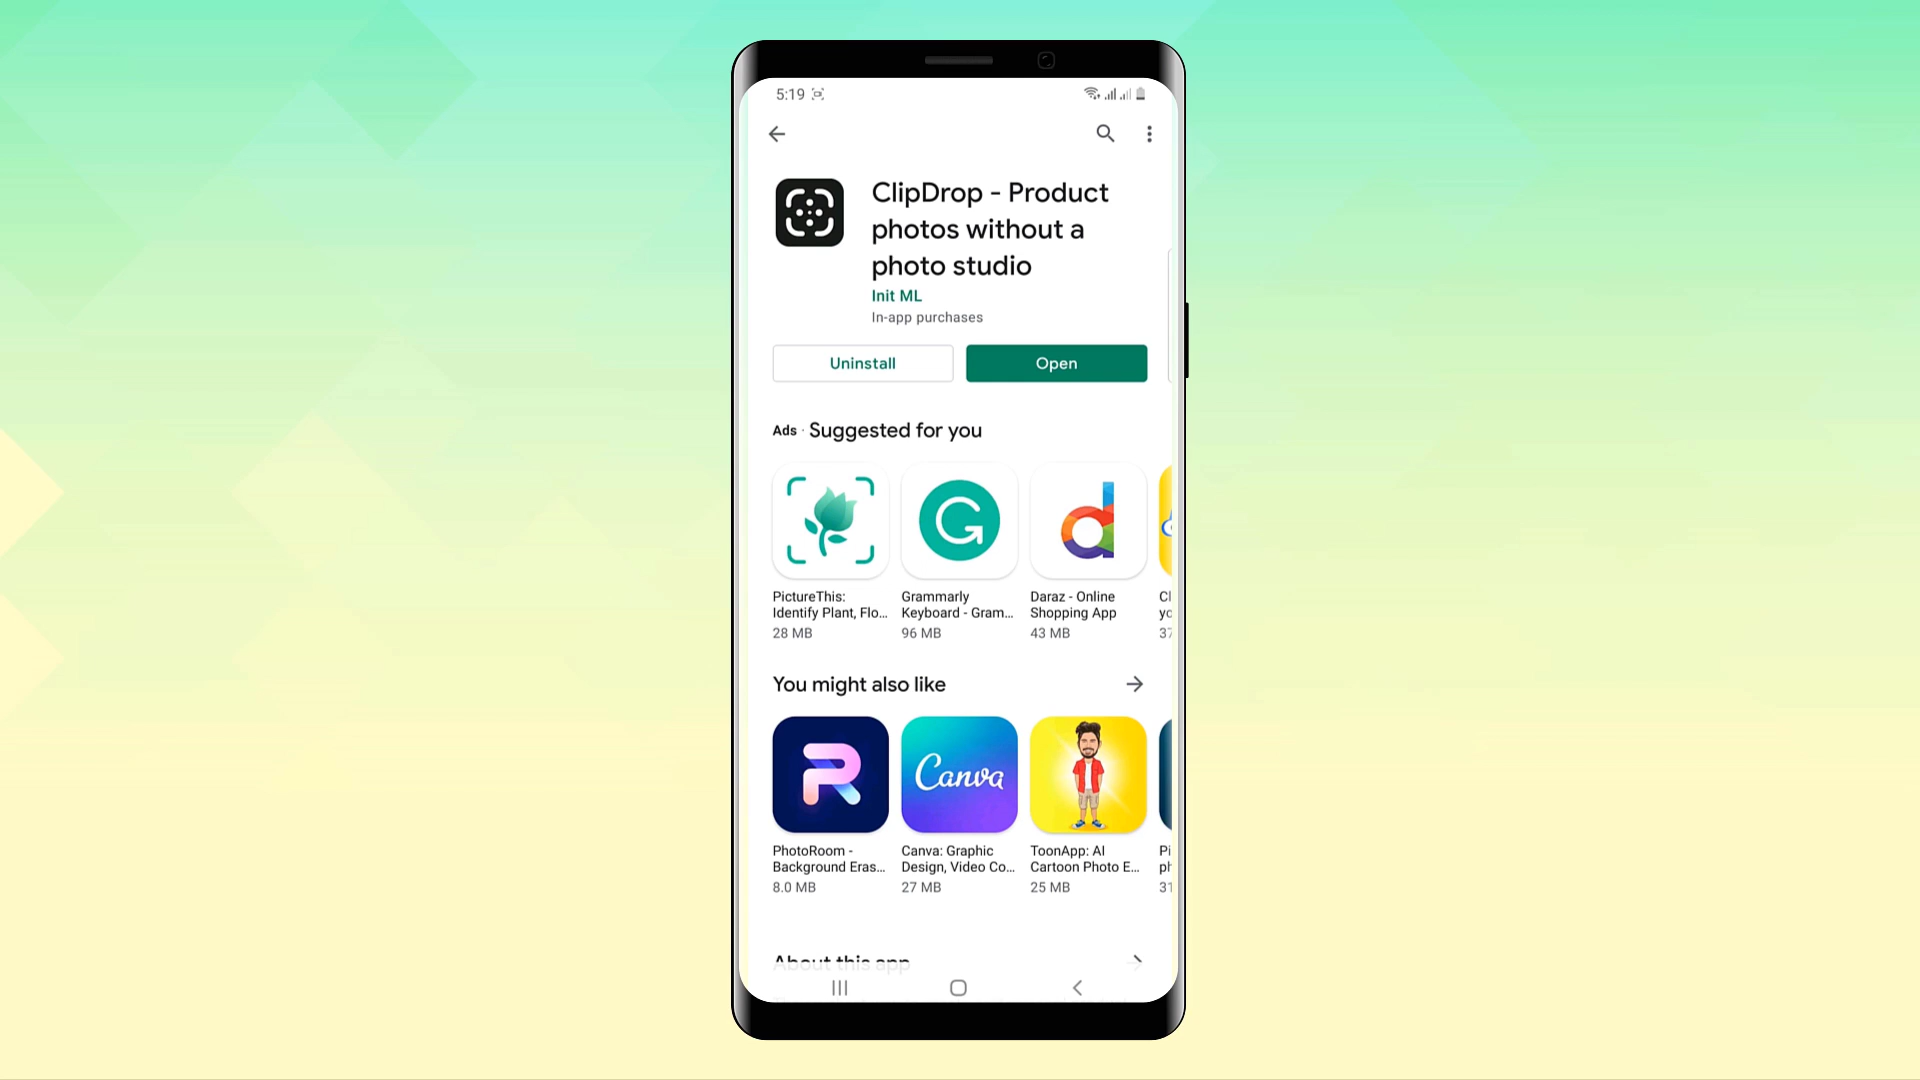 5:19
ClipDrop - Product
photos without a
photo studio
Init ML
In-app purchases
Uninstall
Open
Ads · Suggested for you
PictureThis:
Identify Plant, Flo...
28 MB
Grammarly
Keyboard - Gram...
96 MB
Daraz - Online
Shopping App
43 MB
Cl
yo
37
You might also like
Canva
PhotoRoom -
Background Eras...
8.0 MB
Canva: Graphic
Design, Video Co...
27 MB
ToonApp: AI
Cartoon Photo E...
25 MB
Pi
ph
31
About this app